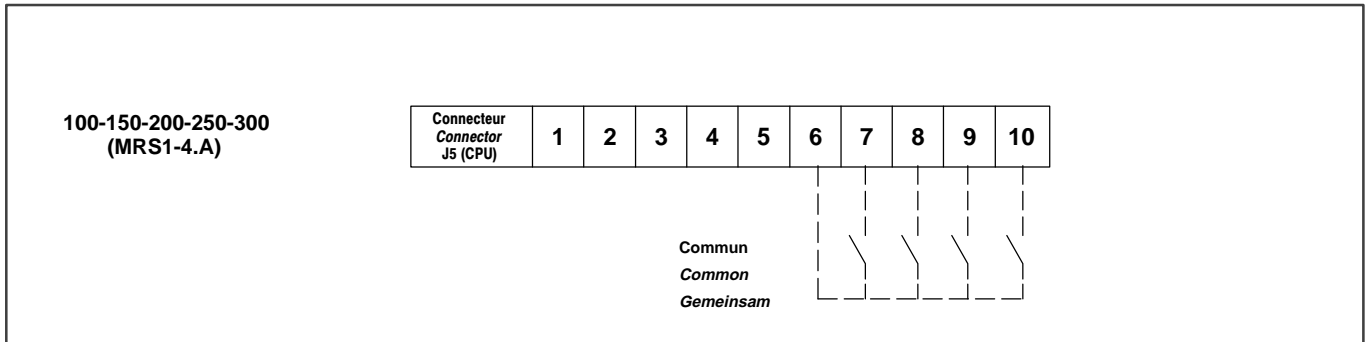 100-150-200-250-300
(MRS1-4.A)
Connecteur
Connector
J5 (CPU)
1 2 3 4 5 6 7 8 9 10
Commun
Common
Gemeinsam